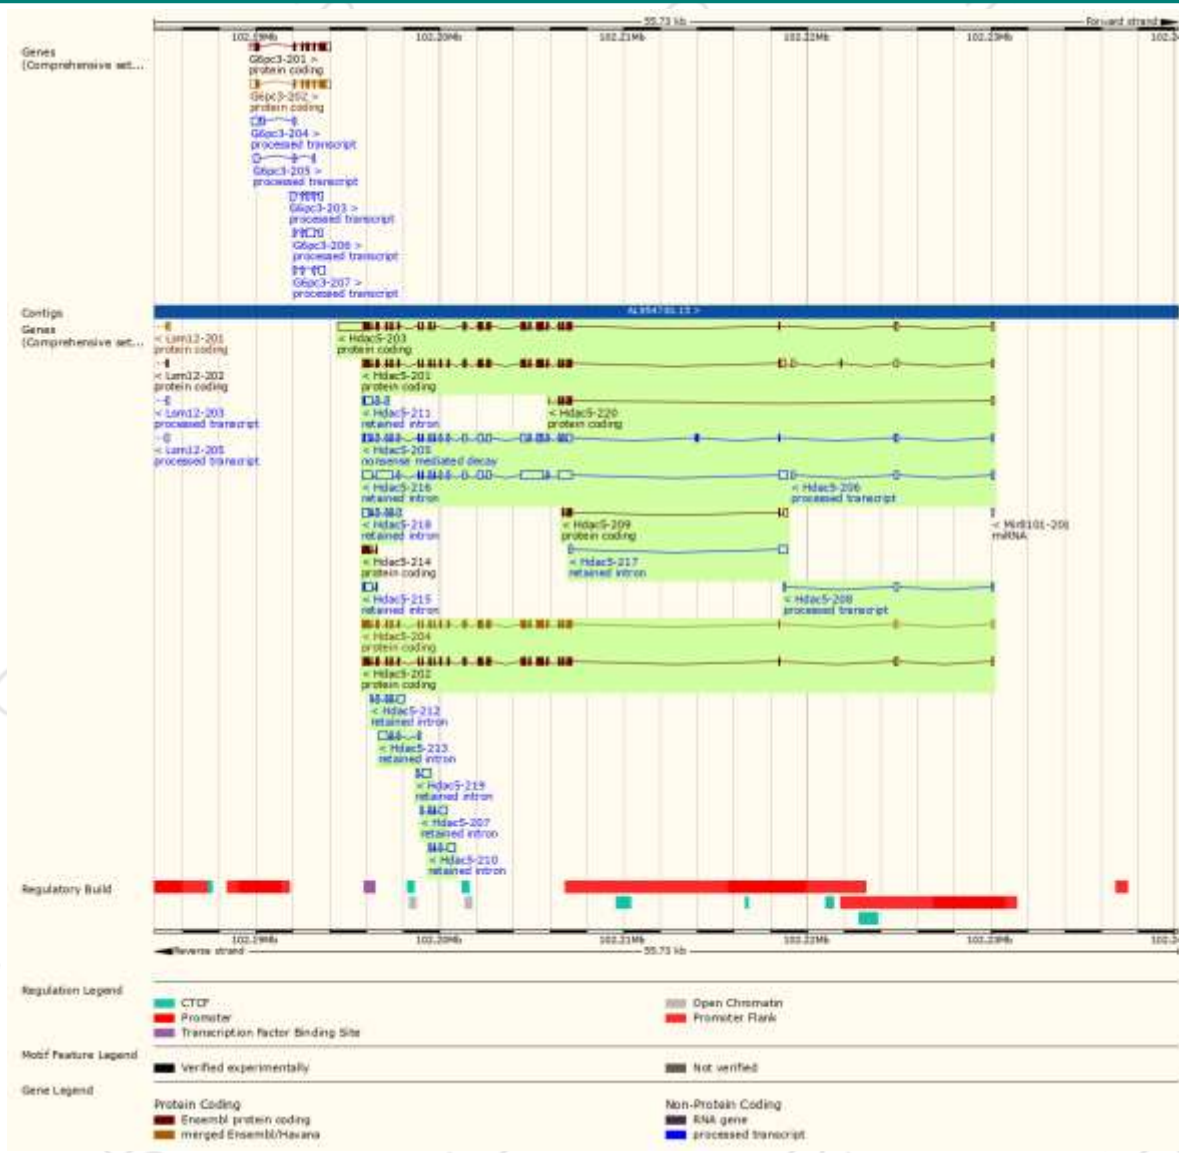 55.73 kb
Forward strand
102.19Mb 102.20Mb 102.21Mb 102.22Mb 102.23Mb
Genes
(Comprehensive set...
G6pc3-201 >
protein coding
G6pc3-202 >
protein coding
G6pc3-204 >
processed transcript
G6pc3-205 >
processed transcript
G6pc3-203 >
processed transcript
G6pc3-206 >
processed transcript
G6pc3-207 >
processed transcript
Contigs
Genes
(Comprehensive set...
< Lsm12-201
protein coding
< Hdac5-203
protein coding
< Lsm12-202
protein coding
< Hdac5-201
protein coding
< Lsm12-203
processed transcript
< Hdac5-211
retained intron
< Hdac5-220
protein coding
< Lsm12-205
processed transcript
< Hdac5-205
nonsense mediated decay
< Hdac5-216
retained intron
< Hdac5-206
processed transcript
< Hdac5-218
retained intron
< Hdac5-209
protein coding
< Mir8101-201
miRNA
< Hdac5-214
protein coding
< Hdac5-217
retained intron
< Hdac5-215
retained intron
< Hdac5-208
processed transcript
< Hdac5-204
protein coding
< Hdac5-202
protein coding
< Hdac5-212
retained intron
< Hdac5-213
retained intron
< Hdac5-219
retained intron
< Hdac5-207
retained intron
< Hdac5-210
retained intron
Regulatory Build
102.19Mb 102.20Mb 102.21Mb 102.22Mb 102.23Mb
Reverse strand
55.73 kb
Regulation Legend
CTCF
Open Chromatin
Promoter
Promoter Flank
Transcription Factor Binding Site
Motif Feature Legend
Verified experimentally
Not verified
Gene Legend
Protein Coding
Non-Protein Coding
Ensembl protein coding
RNA gene
merged Ensembl/Havana
processed transcript